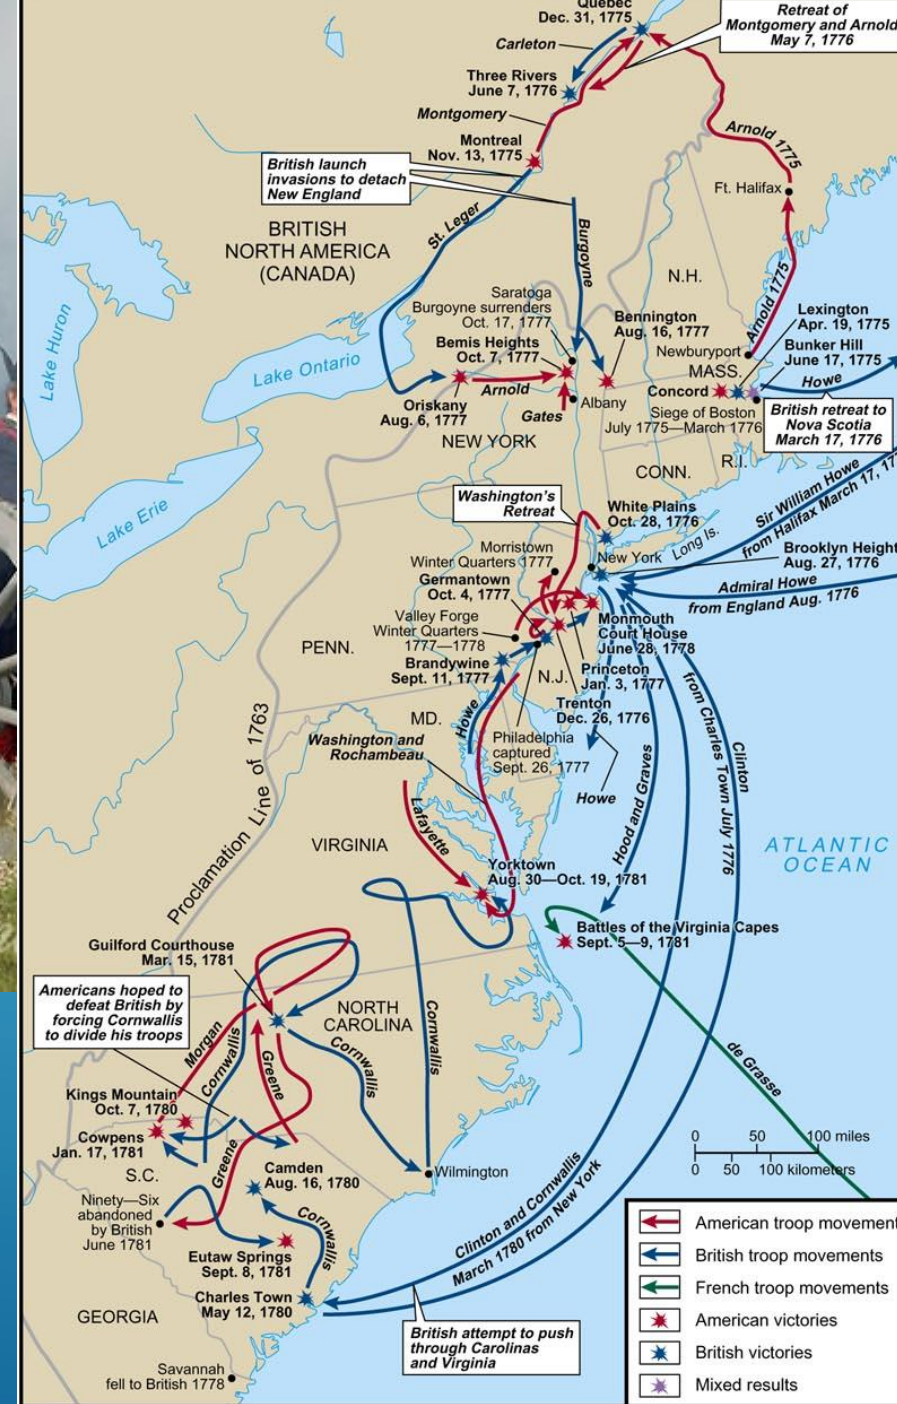 Quebec
Dec. 31, 1775
Retreat of
Montgomery and Arnold
May 7, 1776
Carleton
Three Rivers
June 7, 1776
Montgomery
Montreal
Nov. 13, 1775
Arnold 1775
Ft. Halifax
British launch
invasions to detach
New England
BRITISH
NORTH AMERICA
(CANADA)
St. Leger
Burgoyne
N.H.
Arnold 1775
Lake Huron
Lake Ontario
Lake Erie
Saratoga
Burgoyne surrenders
Oct. 17, 1777
Bemis Heights
Oct. 7, 1777
Bennington
Aug. 16, 1777
Lexington
Apr. 19, 1775
Newburyport
Bunker Hill
June 17, 1775
MASS.
Howe
Concord
Oriskany
Aug. 6, 1777
Arnold
Gates
Albany
Siege of Boston
July 1775—March 1776
British retreat to
Nova Scotia
March 17, 1776
NEW YORK
CONN.
R.I.
Washington's
Retreat
White Plains
Oct. 28, 1776
Sir William Howe
from Halifax March 17, 17
Long Is.
Morristown
Winter Quarters 1777
New York
Brooklyn Height
Aug. 27, 1776
Germantown
Oct. 4, 1777
Admiral Howe
from England Aug. 1776
Valley Forge
Winter Quarters
1777—1778
Monmouth
Court House
June 28, 1778
PENN.
Brandywine
Sept. 11, 1777
N.J.
Princeton
Jan. 3, 1777
Trenton
Dec. 26, 1776
MD.
Howe
Philadelphia
captured
Sept. 26, 1777
Washington and
Rochambeau
Howe
Hood and Graves
Clinton
from Charles Town July 1776
Proclamation Line of 1763
Lafayette
VIRGINIA
ATLANTIC
OCEAN
Yorktown
Aug. 30—Oct. 19, 1781
Battles of the Virginia Capes
Sept. 5—9, 1781
Guilford Courthouse
Mar. 15, 1781
Americans hoped to
defeat British by
forcing Cornwallis
to divide his troops
NORTH
CAROLINA
Morgan
Cornwallis
Greene
Cornwallis
Cornwallis
de Grasse
Kings Mountain
Oct. 7, 1780
Cowpens
Jan. 17, 1781
S.C.
Greene
Camden
Aug. 16, 1780
Wilmington
0 50 100 miles
0 50 100 kilometers
Ninety—Six
abandoned
by British
June 1781
Cornwallis
Eutaw Springs
Sept. 8, 1781
Clinton and Cornwallis
March 1780 from New York
Charles Town
May 12, 1780
GEORGIA
British attempt to push
through Carolinas
and Virginia
Savannah
fell to British 1778
American troop movement
British troop movements
French troop movements
American victories
British victories
Mixed results